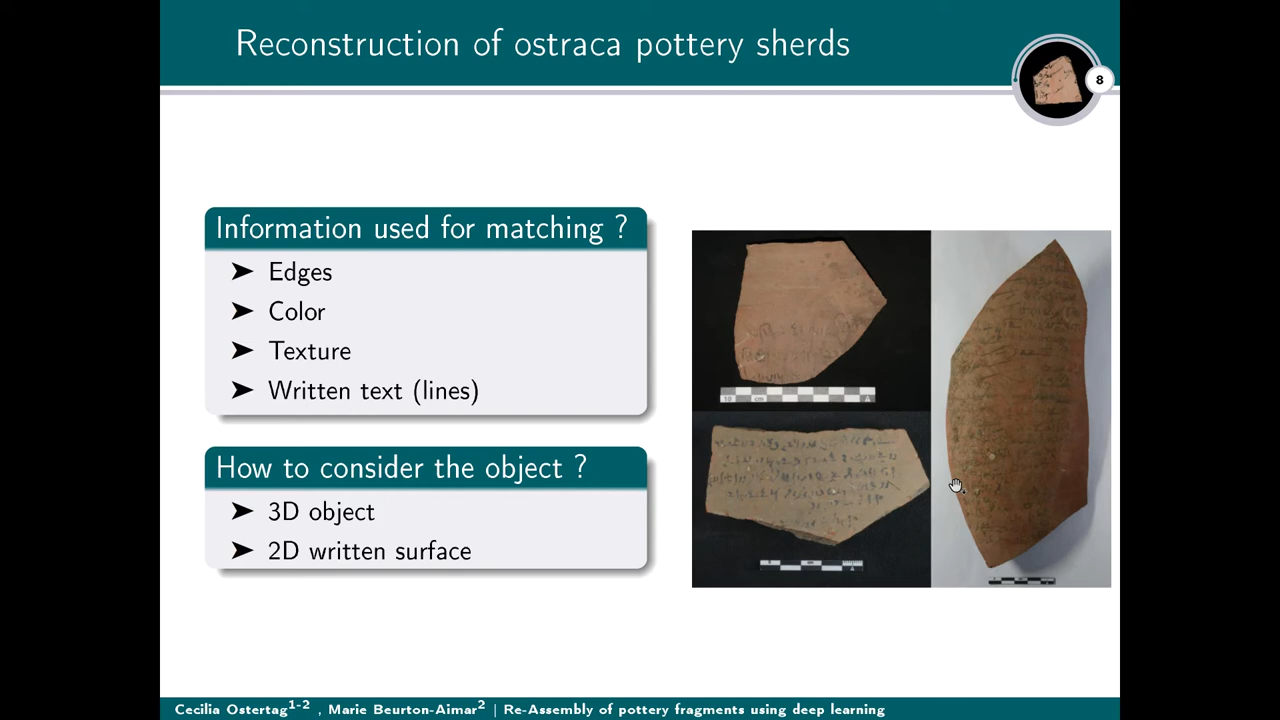 Reconstruction of ostraca pottery sherds
8
Information used for matching ?
➤ Edges
➤ Color
➤ Texture
➤ Written text (lines)
How to consider the object ?
➤ 3D object
➤ 2D written surface
10 cm
Cecilia Ostertag1-2 , Marie Beurton-Aimar2 | Re-Assembly of pottery fragments using deep learning